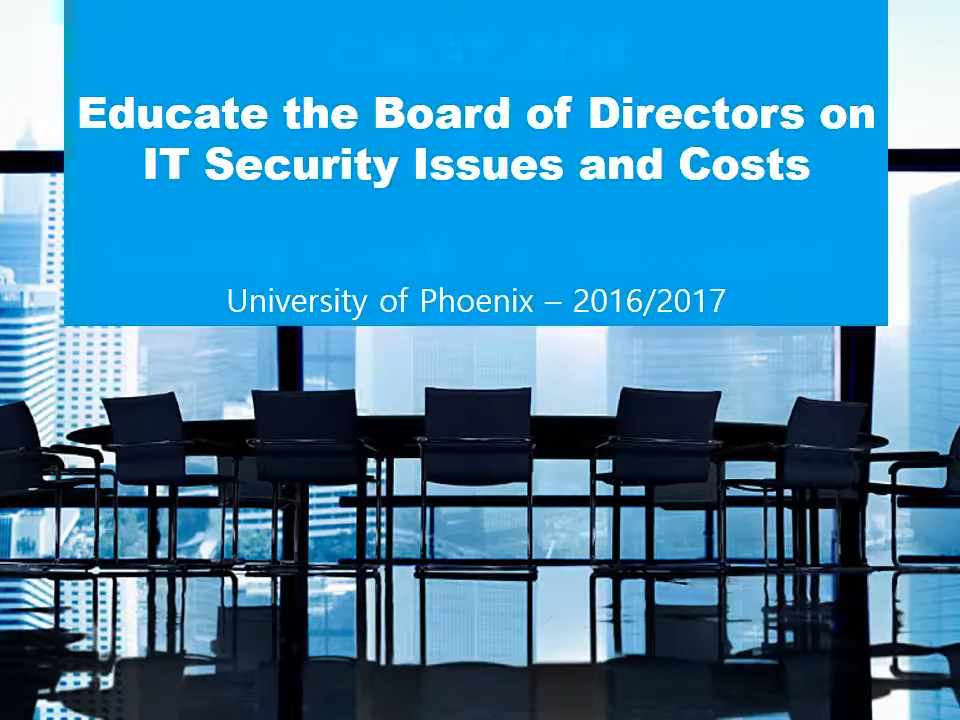 Educate the Board of Directors on
IT Security Issues and Costs
University of Phoenix – 2016/2017